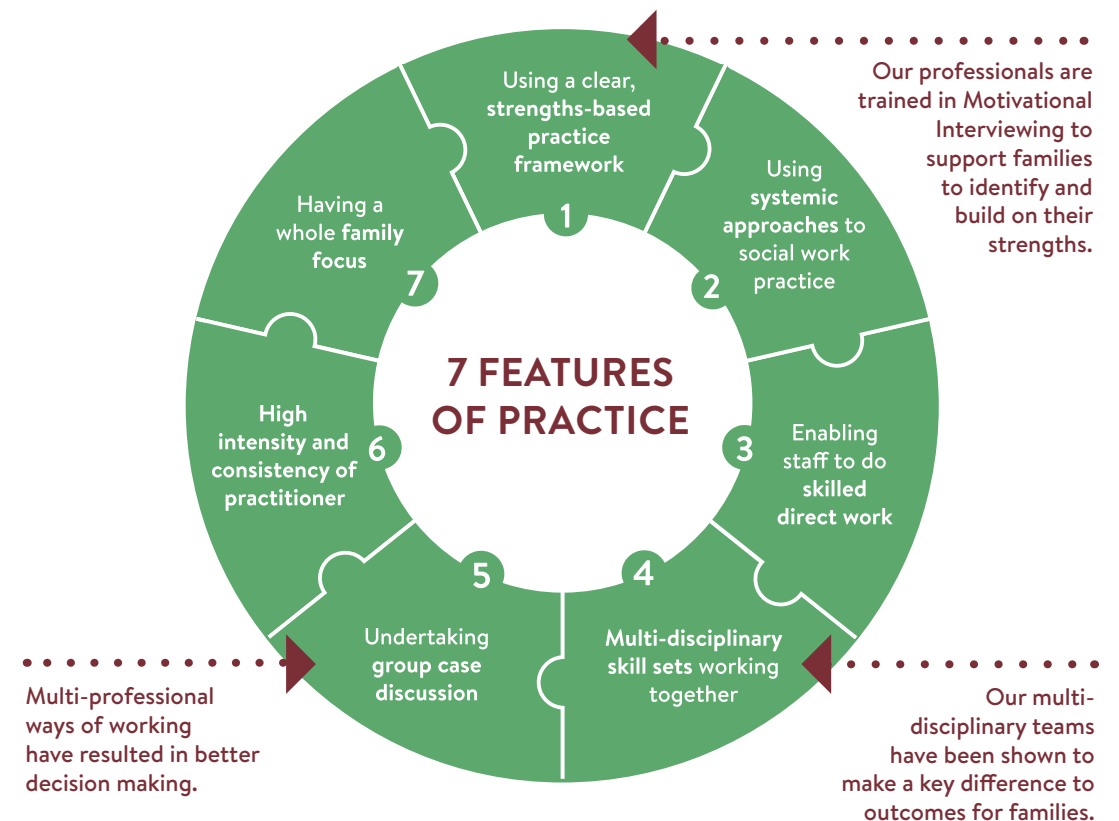 7 FEATURES
OF PRACTICE
Using a clear,
strengths-based
practice
framework
1
Our professionals are
trained in Motivational
Interviewing to
support families
to identify and
build on their
strengths.
Using
systemic
approaches to
social work
practice
2
Enabling
staff to do
skilled
direct work
3
Multi-disciplinary
skill sets working
together
4
Our multi-
disciplinary teams
have been shown to
make a key difference to
outcomes for families.
Undertaking
group case
discussion
5
Multi-professional
ways of working
have resulted in better
decision making.
High
intensity and
consistency of
practitioner
6
Having a
whole family
focus
7